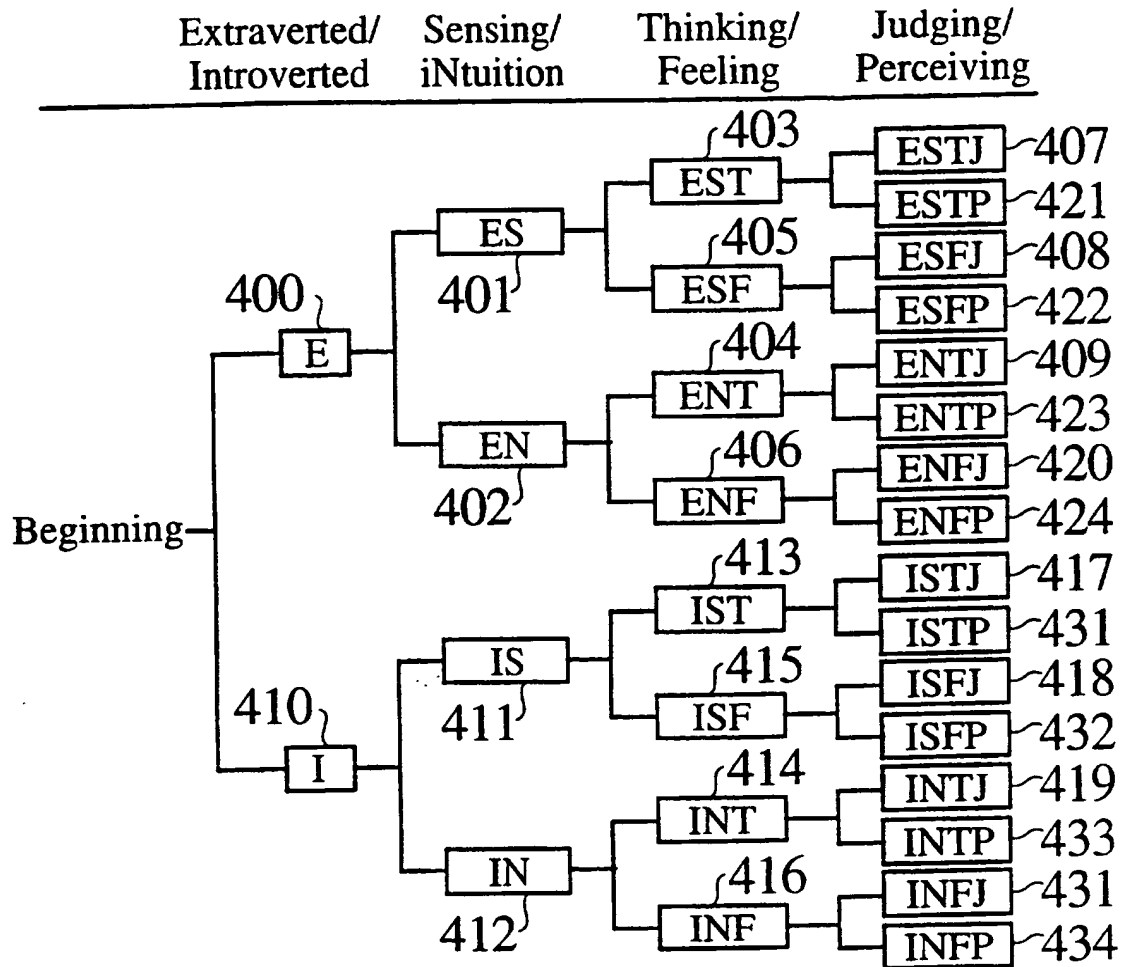 Extraverted/ Sensing/ Thinking/ Judging/
Introverted iNtuition Feeling Perceiving
403
EST
ESTJ 407
ESTP 421
ES
401
405
ESF
ESFJ 408
ESFP 422
400
E
404
ENT
ENTJ 409
ENTP 423
EN
402
406
ENF
ENFJ 420
ENFP 424
Beginning
413
IST
ISTJ 417
ISTP 431
IS
411
415
ISF
ISFJ 418
ISFP 432
410
I
414
INT
INTJ 419
INTP 433
IN
412
416
INF
INFJ 431
INFP 434